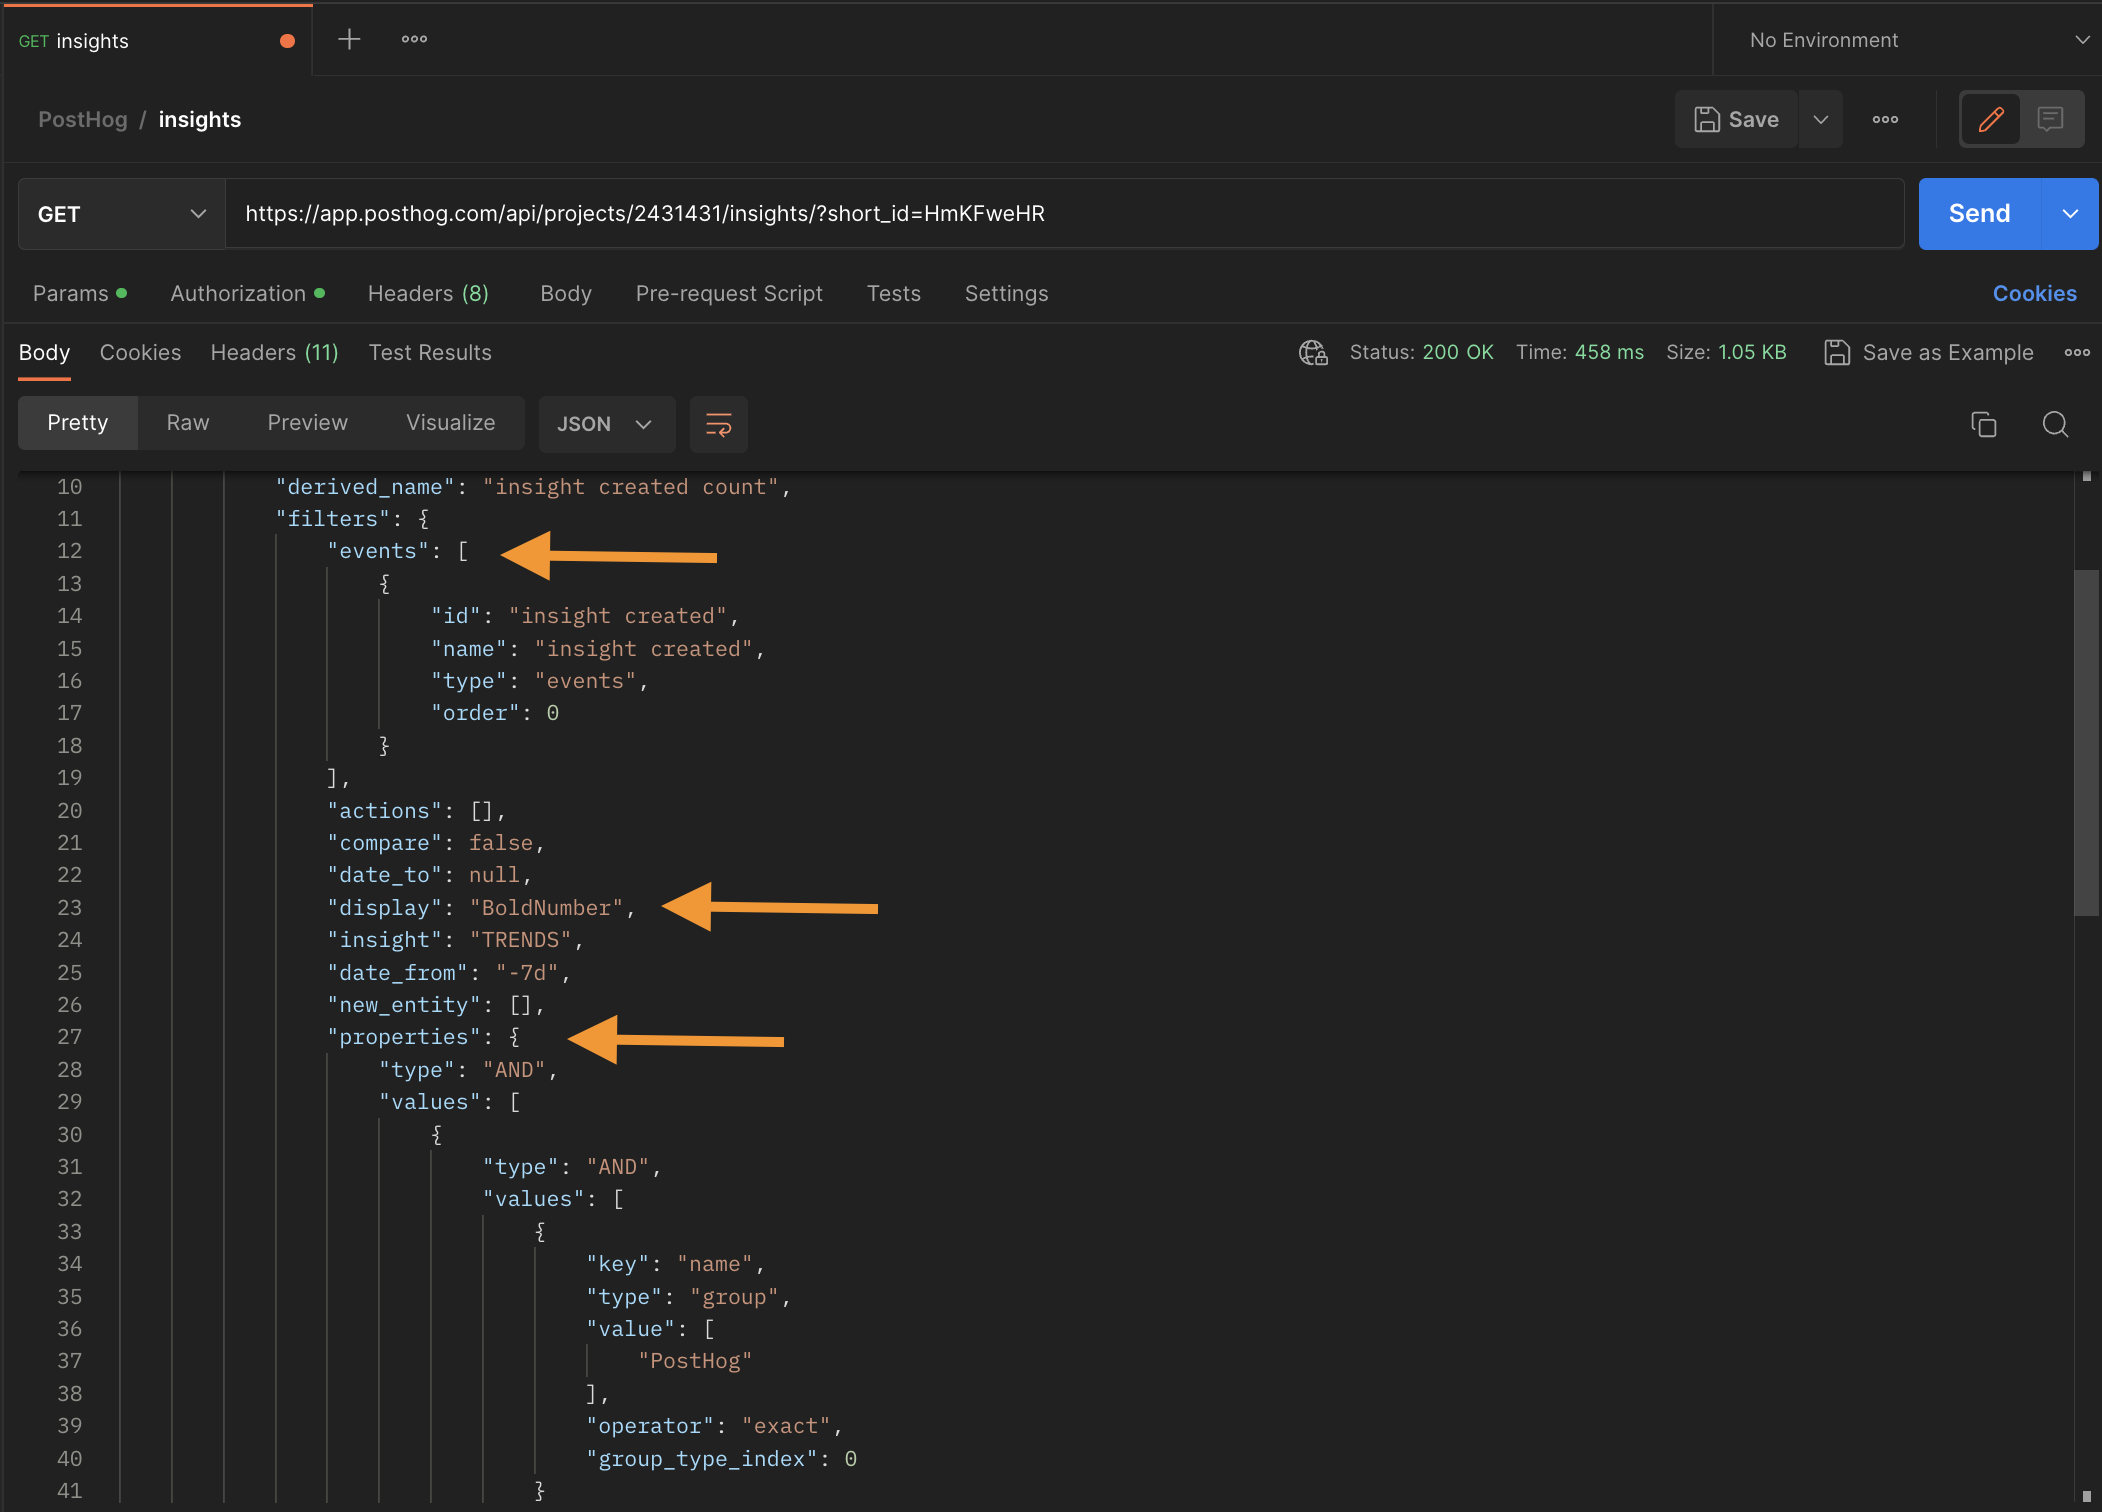 GET insights
No Environment
PostHog / insights
Save
GET
https://app.posthog.com/api/projects/2431431/insights/?short_id=HmKFweHR
Send
Params Authorization Headers (8) Body Pre-request Script Tests Settings Cookies
Body Cookies Headers (11) Test Results Status: 200 OK Time: 458 ms Size: 1.05 KB Save as Example
Pretty Raw Preview Visualize JSON
10 "derived_name": "insight created count",
11 "filters": {
12 "events": [
13 {
14 "id": "insight created",
15 "name": "insight created",
16 "type": "events",
17 "order": 0
18 }
19 ],
20 "actions": [],
21 "compare": false,
22 "date_to": null,
23 "display": "BoldNumber",
24 "insight": "TRENDS",
25 "date_from": "-7d",
26 "new_entity": [],
27 "properties": {
28 "type": "AND",
29 "values": [
30 {
31 "type": "AND",
32 "values": [
33 {
34 "key": "name",
35 "type": "group",
36 "value": [
37 "PostHog"
38 ],
39 "operator": "exact",
40 "group_type_index": 0
41 }